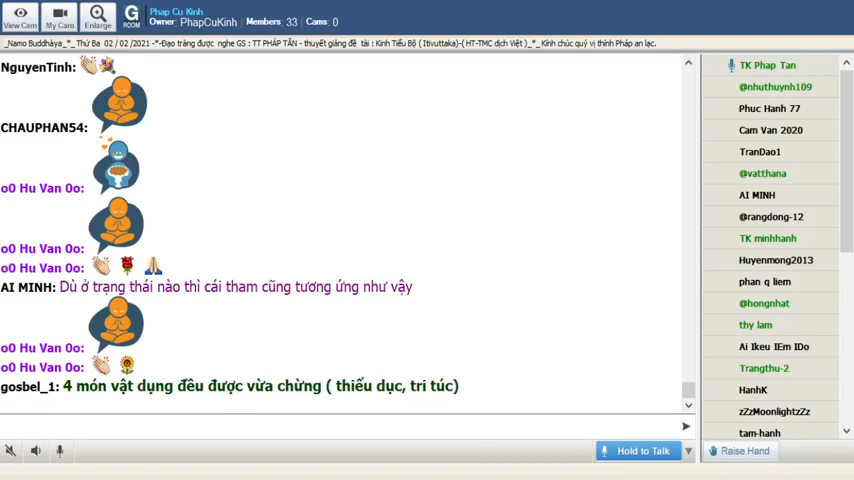 View Cam
My Cam
Enlarge
G
ROOM
Phap Cu Kinh
Owner: PhapCuKinh , Members: 33 / Cams: 0
_Namo Buddhàya_*_ Thứ Ba 02 / 02 /2021 -*-Đạo tràng được nghe GS : TT PHÁP TÂN - thuyết giảng đề tài : Kinh Tiểu Bộ ( Itivuttaka)-( HT-TMC dịch Việt )_*_ Kính chúc quý vị thính Pháp an lạc.
NguyenTinh:
CHAUPHAN54:
o0 Hu Van 0o:
o0 Hu Van 0o:
o0 Hu Van 0o:
AI MINH: Dù ở trạng thái nào thì cái tham cũng tương ứng như vậy
o0 Hu Van 0o:
o0 Hu Van 0o:
gosbel_1: 4 món vật dụng đều được vừa chừng ( thiểu dục, tri túc)
TK Phap Tan
@nhuthuynh109
Phuc Hanh 77
Cam Van 2020
TranDao1
@vatthana
AI MINH
@rangdong-12
TK minhhanh
Huyenmong2013
phan q liem
@hongnhat
thy lam
Ai Ikeu IEm IDo
Trangthu-2
HanhK
zZzMoonlightzZz
tam-hanh
Hold to Talk
Raise Hand